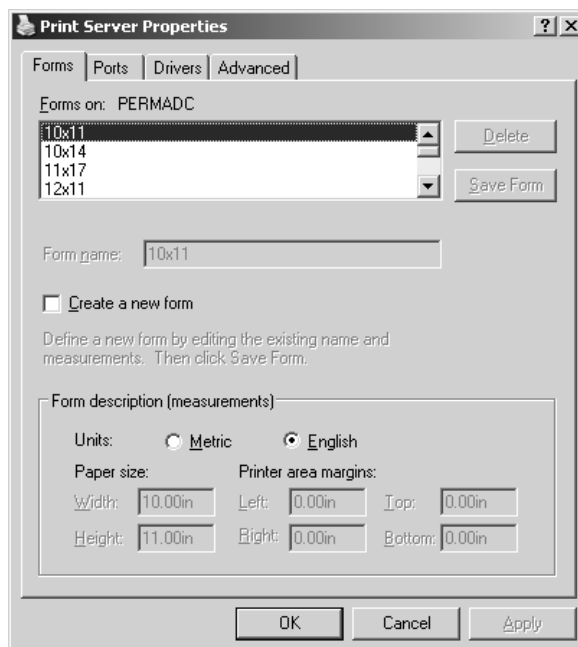 Print Server Properties
Forms Ports Drivers Advanced
Forms on: PERMADC
10x11
10x14
11x17
12x11
Delete
Save Form
Form name: 10x11
Create a new form
Define a new form by editing the existing name and
measurements. Then click Save Form.
Form description (measurements)
Units: Metric English
Paper size: Printer area margins:
Width: 10.00in Left: 0.00in Top: 0.00in
Height: 11.00in Right: 0.00in Bottom: 0.00in
OK Cancel Apply